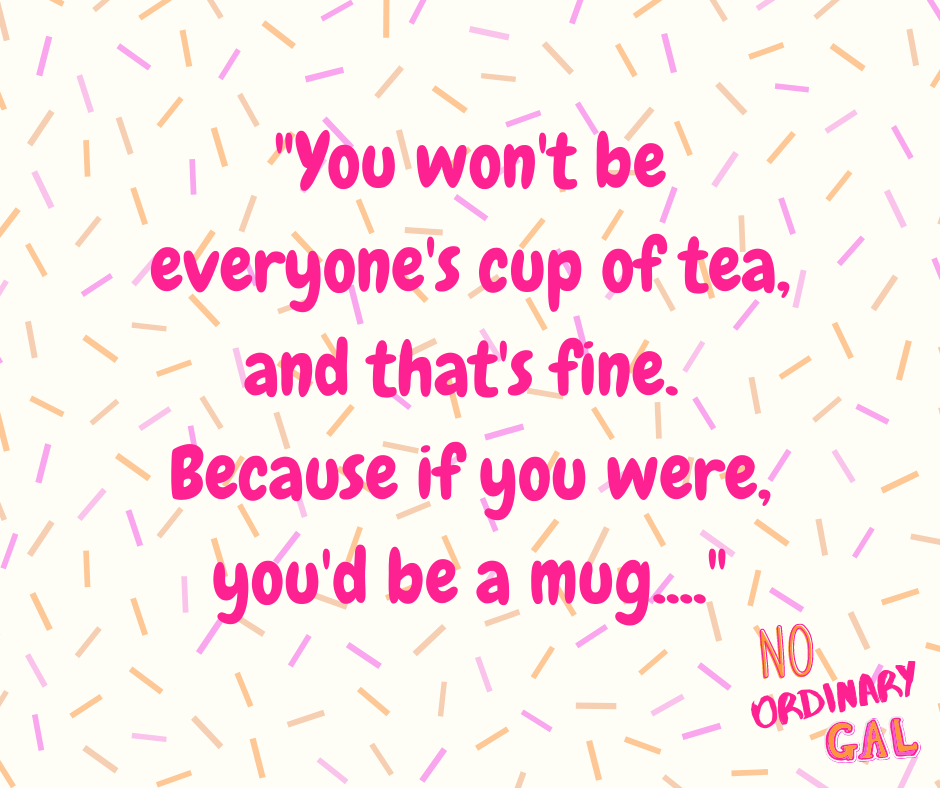 "You won't be
everyone's cup of tea,
and that's fine.
Because if you were,
you'd be a mug...."
NO
ORDINARY
GAL